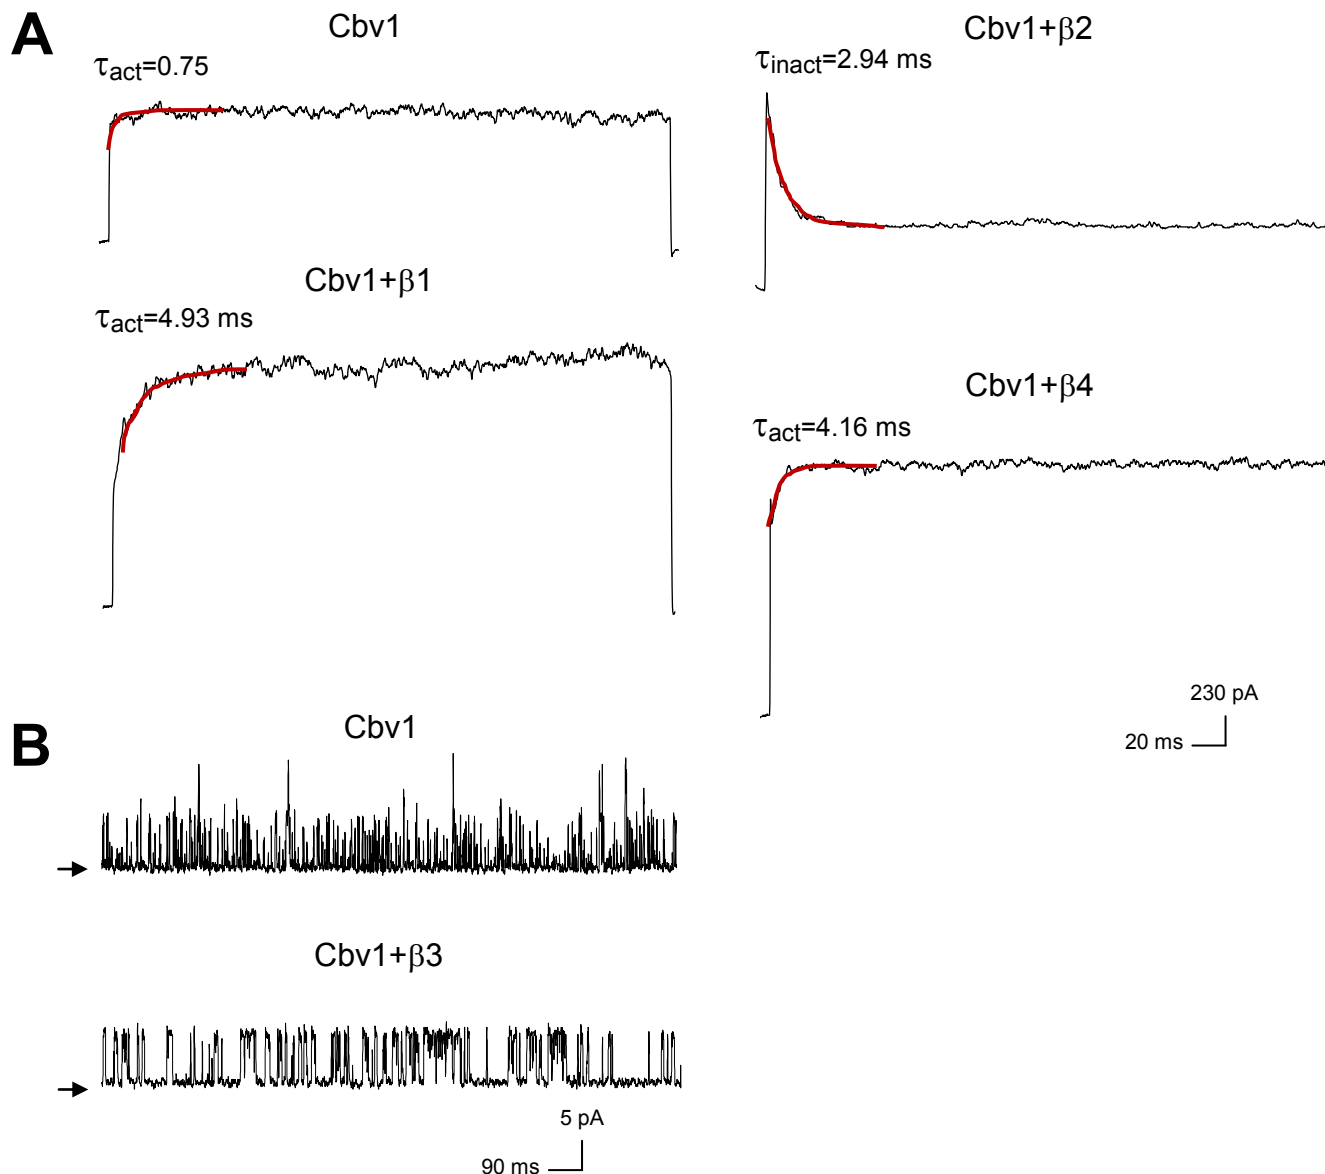 A
Cbv1
τact=0.75
Cbv1+β2
τinact=2.94 ms
Cbv1+β1
τact=4.93 ms
Cbv1+β4
τact=4.16 ms
230 pA
20 ms
B
Cbv1
Cbv1+β3
5 pA
90 ms